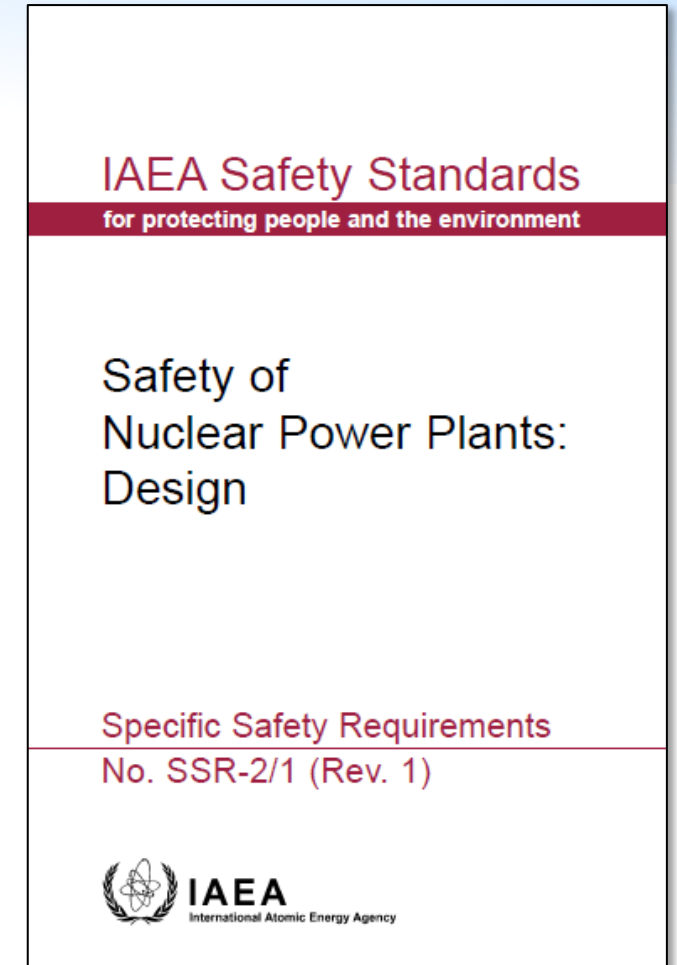 IAEA Safety Standards
for protecting people and the environment
Safety of
Nuclear Power Plants:
Design
Specific Safety Requirements
No. SSR-2/1 (Rev. 1)
IAEA
International Atomic Energy Agency